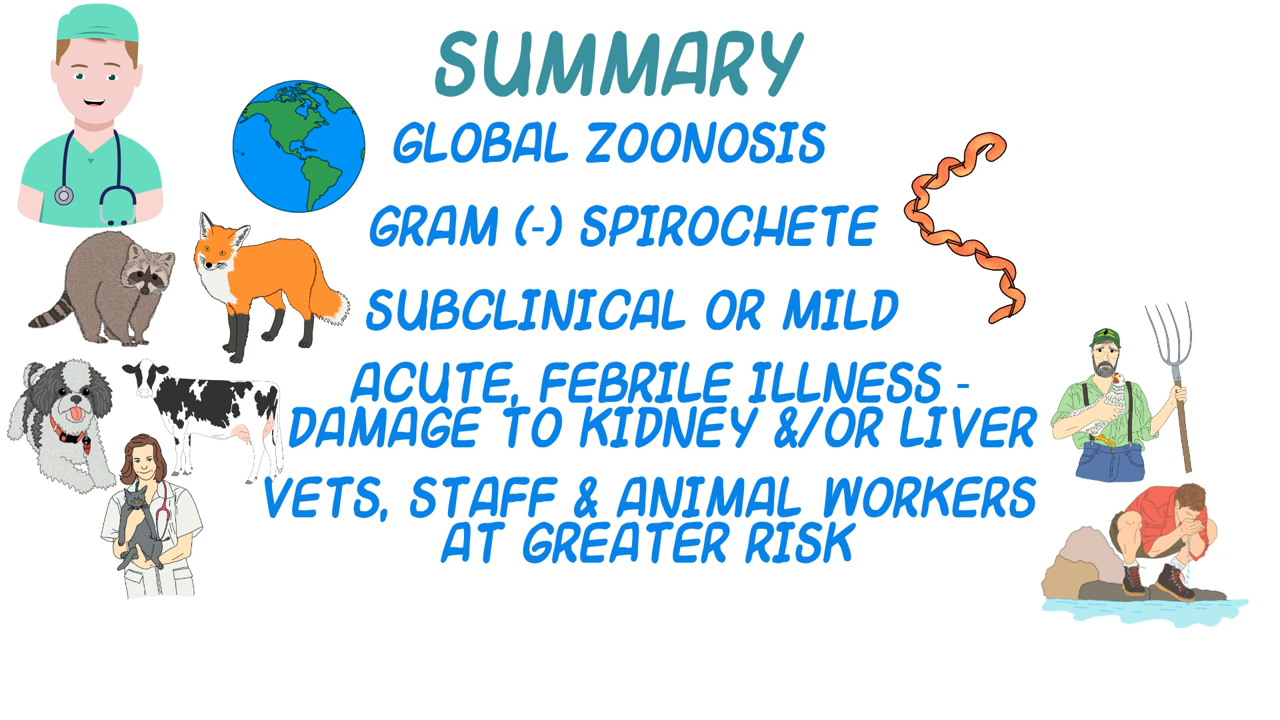 SUMMARY
GLOBAL ZOONOSIS
GRAM (-) SPIROCHETE
SUBCLINICAL OR MILD
ACUTE, FEBRILE ILLNESS -
DAMAGE TO KIDNEY &/OR LIVER
VETS, STAFF & ANIMAL WORKERS
AT GREATER RISK